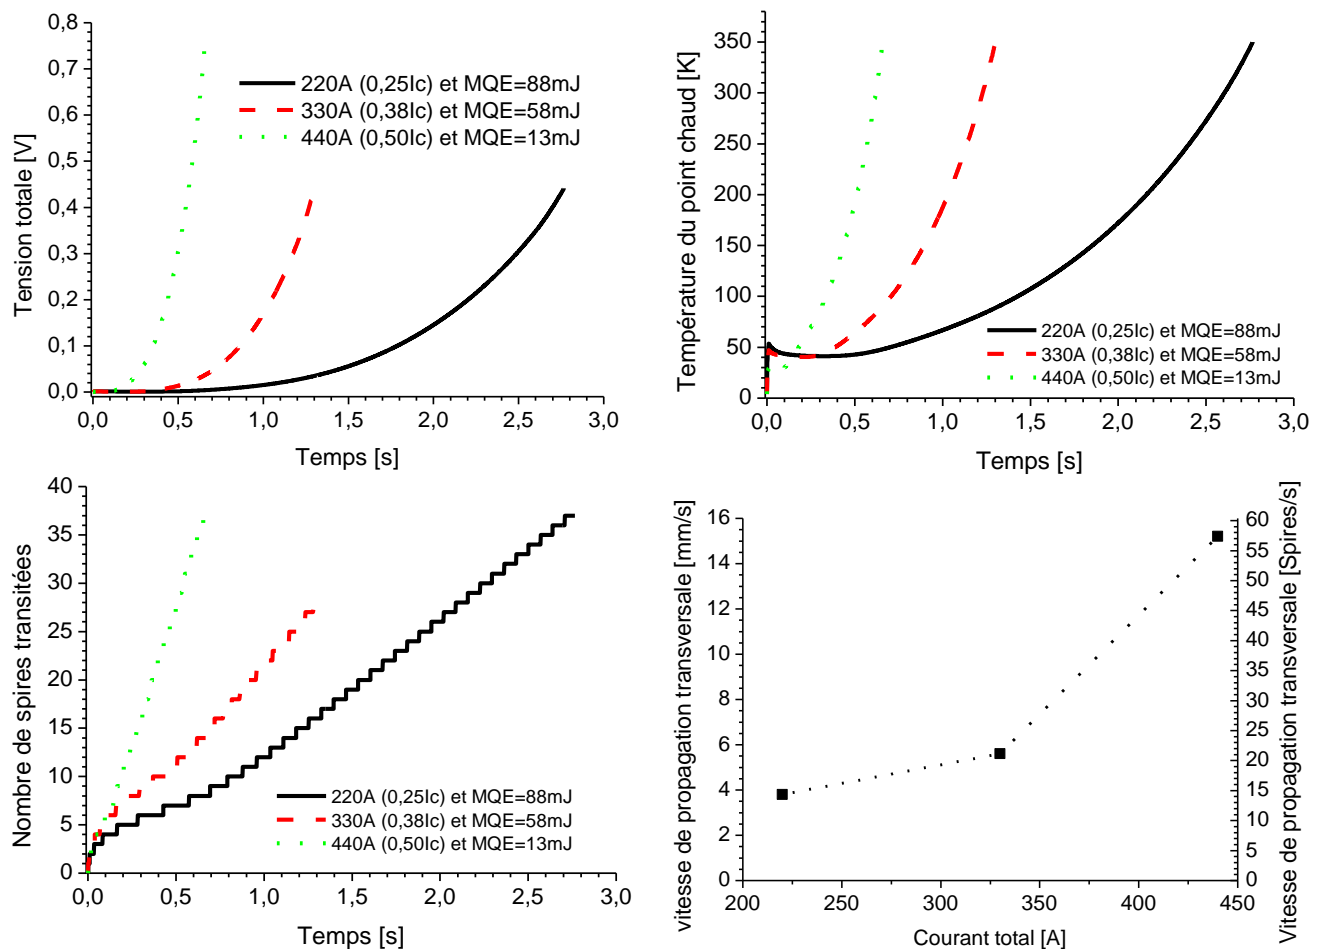 Tension totale [V]
0,8
0,7
0,6
0,5
0,4
0,3
0,2
0,1
0,0
0,0 0,5 1,0 1,5 2,0 2,5 3,0
Temps [s]
220A (0,25Ic) et MQE=88mJ
330A (0,38Ic) et MQE=58mJ
440A (0,50Ic) et MQE=13mJ
Température du point chaud [K]
350
300
250
200
150
100
50
0
0,0 0,5 1,0 1,5 2,0 2,5 3,0
Temps [s]
220A (0,25Ic) et MQE=88mJ
330A (0,38Ic) et MQE=58mJ
440A (0,50Ic) et MQE=13mJ
Nombre de spires transitées
40
35
30
25
20
15
10
5
0
0,0 0,5 1,0 1,5 2,0 2,5 3,0
Temps [s]
220A (0,25Ic) et MQE=88mJ
330A (0,38Ic) et MQE=58mJ
440A (0,50Ic) et MQE=13mJ
vitesse de propagation transversale [mm/s]
16
14
12
10
8
6
4
2
0
200 250 300 350 400 450
Courant total [A]
60
55
50
45
40
35
30
25
20
15
10
5
0
Vitesse de propagation transversale [Spires/s]